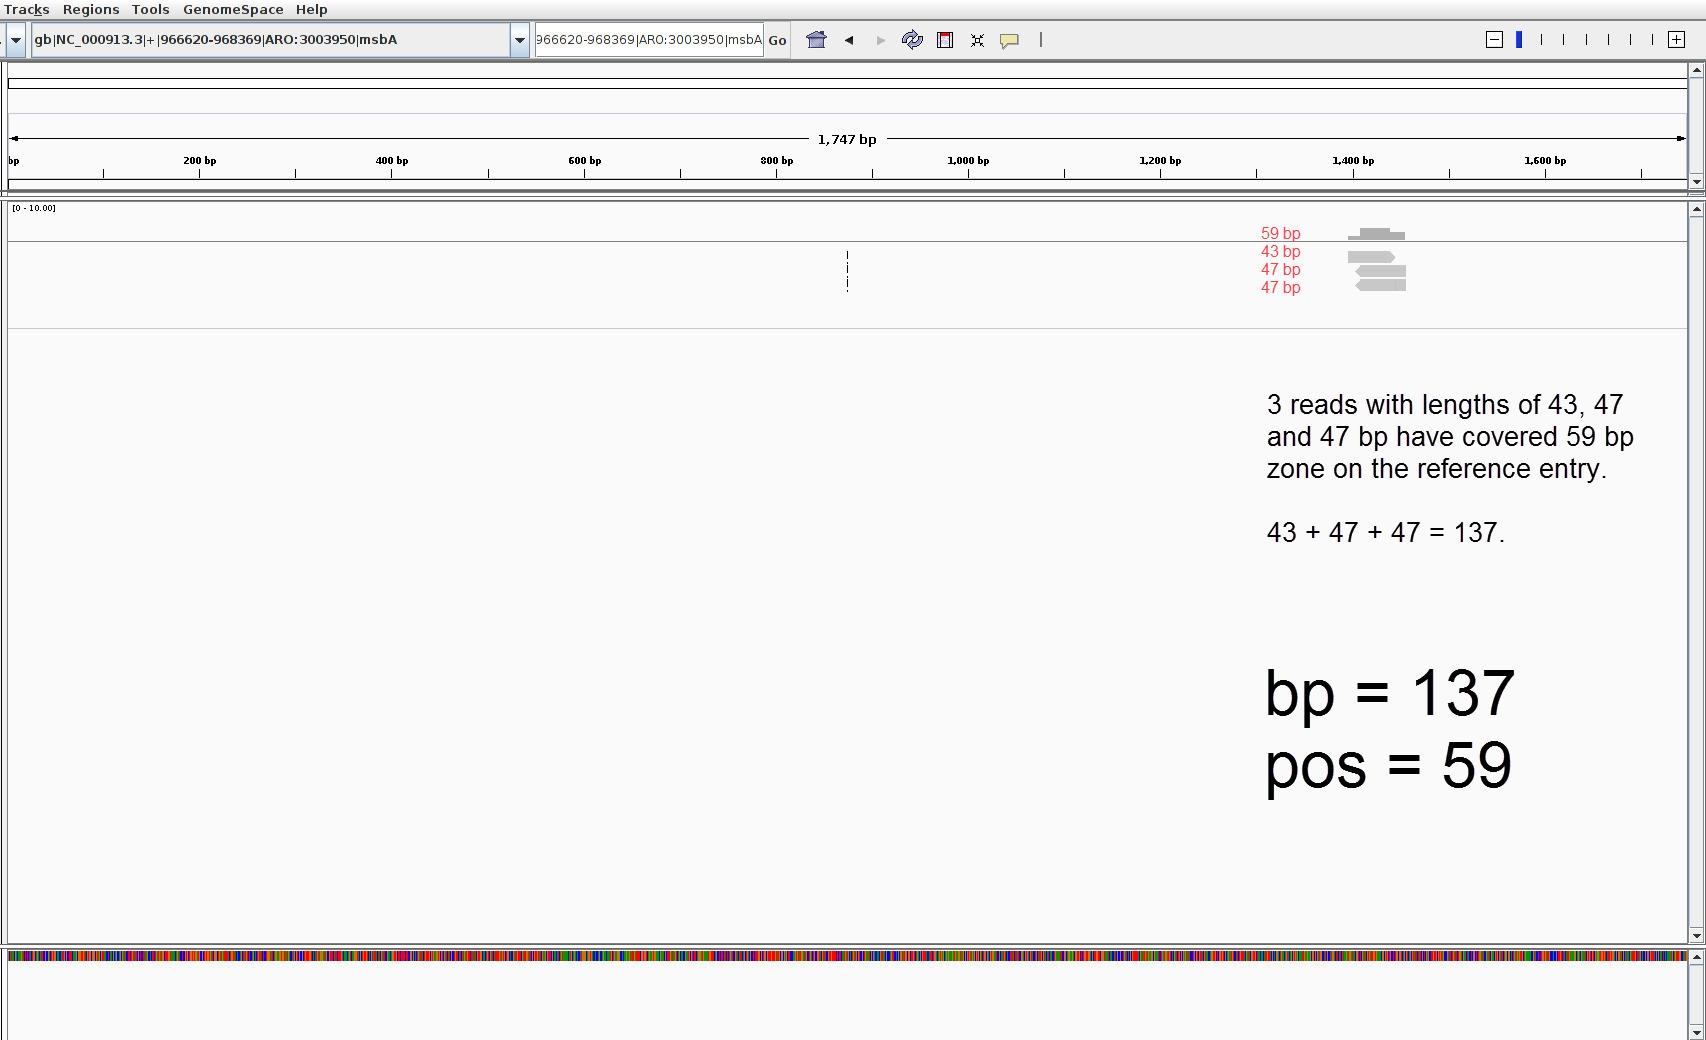 Tracks Regions Tools GenomeSpace Help
gb|NC_000913.3|+|966620-968369|ARO:3003950|msbA 966620-968369|ARO:3003950|msbA Go
1,747 bp
bp 200 bp 400 bp 600 bp 800 bp 1,000 bp 1,200 bp 1,400 bp 1,600 bp
[0 - 10.00]
59 bp
43 bp
47 bp
47 bp
3 reads with lengths of 43, 47
and 47 bp have covered 59 bp
zone on the reference entry.
43 + 47 + 47 = 137.
bp = 137
pos = 59